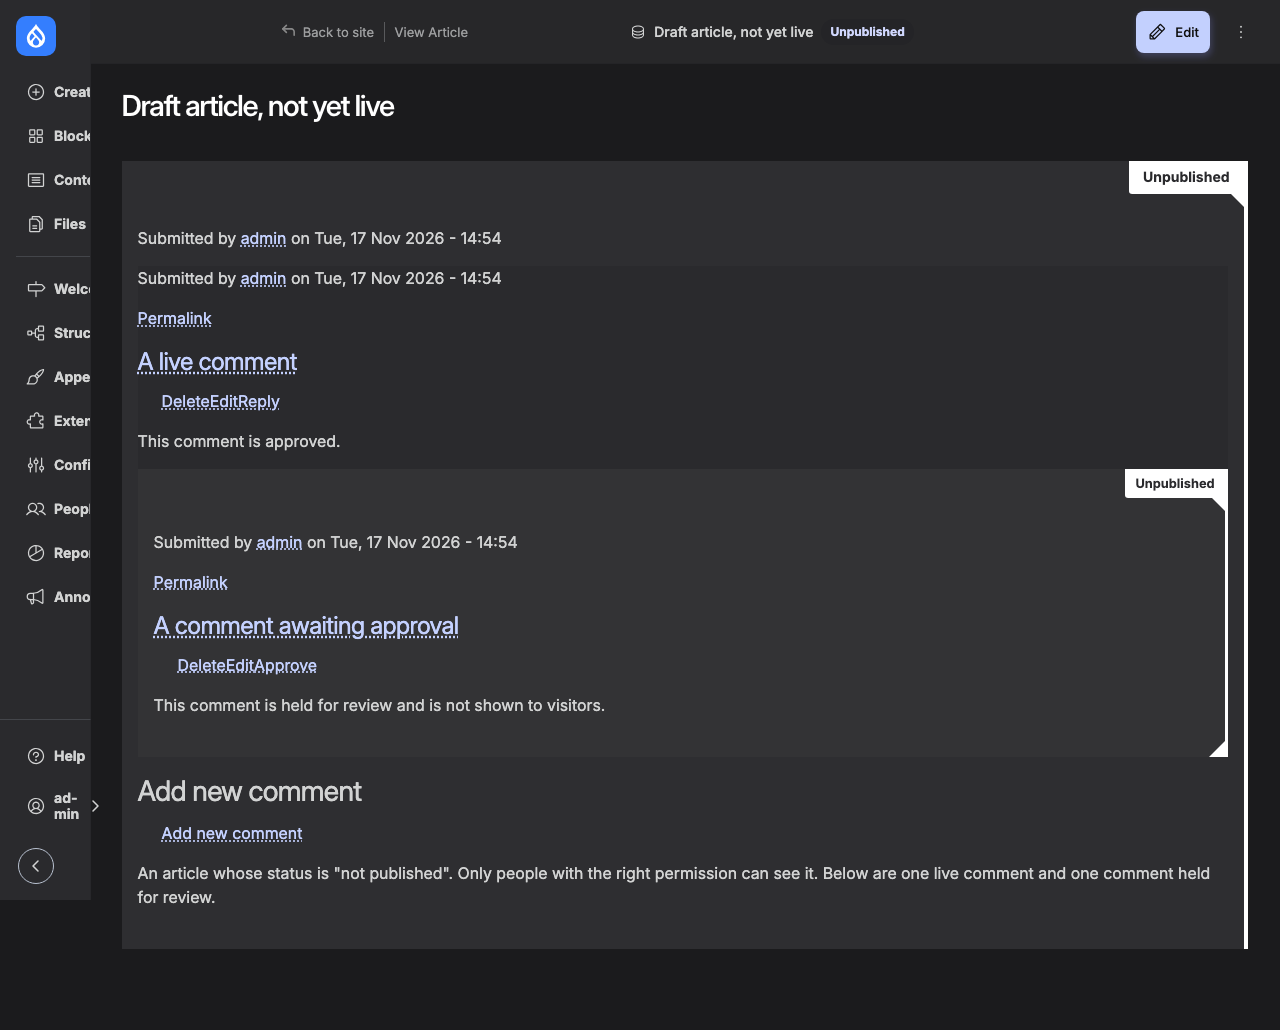 Back to site
View Article
Draft article, not yet live
Unpublished
Edit
Creat
Block
Conte
Files
Welco
Struc
Appe
Exter
Confi
Peopl
Repo
Anno
Help
ad-
min
Draft article, not yet live
Unpublished
Submitted by admin on Tue, 17 Nov 2026 - 14:54
Submitted by admin on Tue, 17 Nov 2026 - 14:54
Permalink
A live comment
DeleteEditReply
This comment is approved.
Unpublished
Submitted by admin on Tue, 17 Nov 2026 - 14:54
Permalink
A comment awaiting approval
DeleteEditApprove
This comment is held for review and is not shown to visitors.
Add new comment
Add new comment
An article whose status is "not published". Only people with the right permission can see it. Below are one live comment and one comment held
for review.